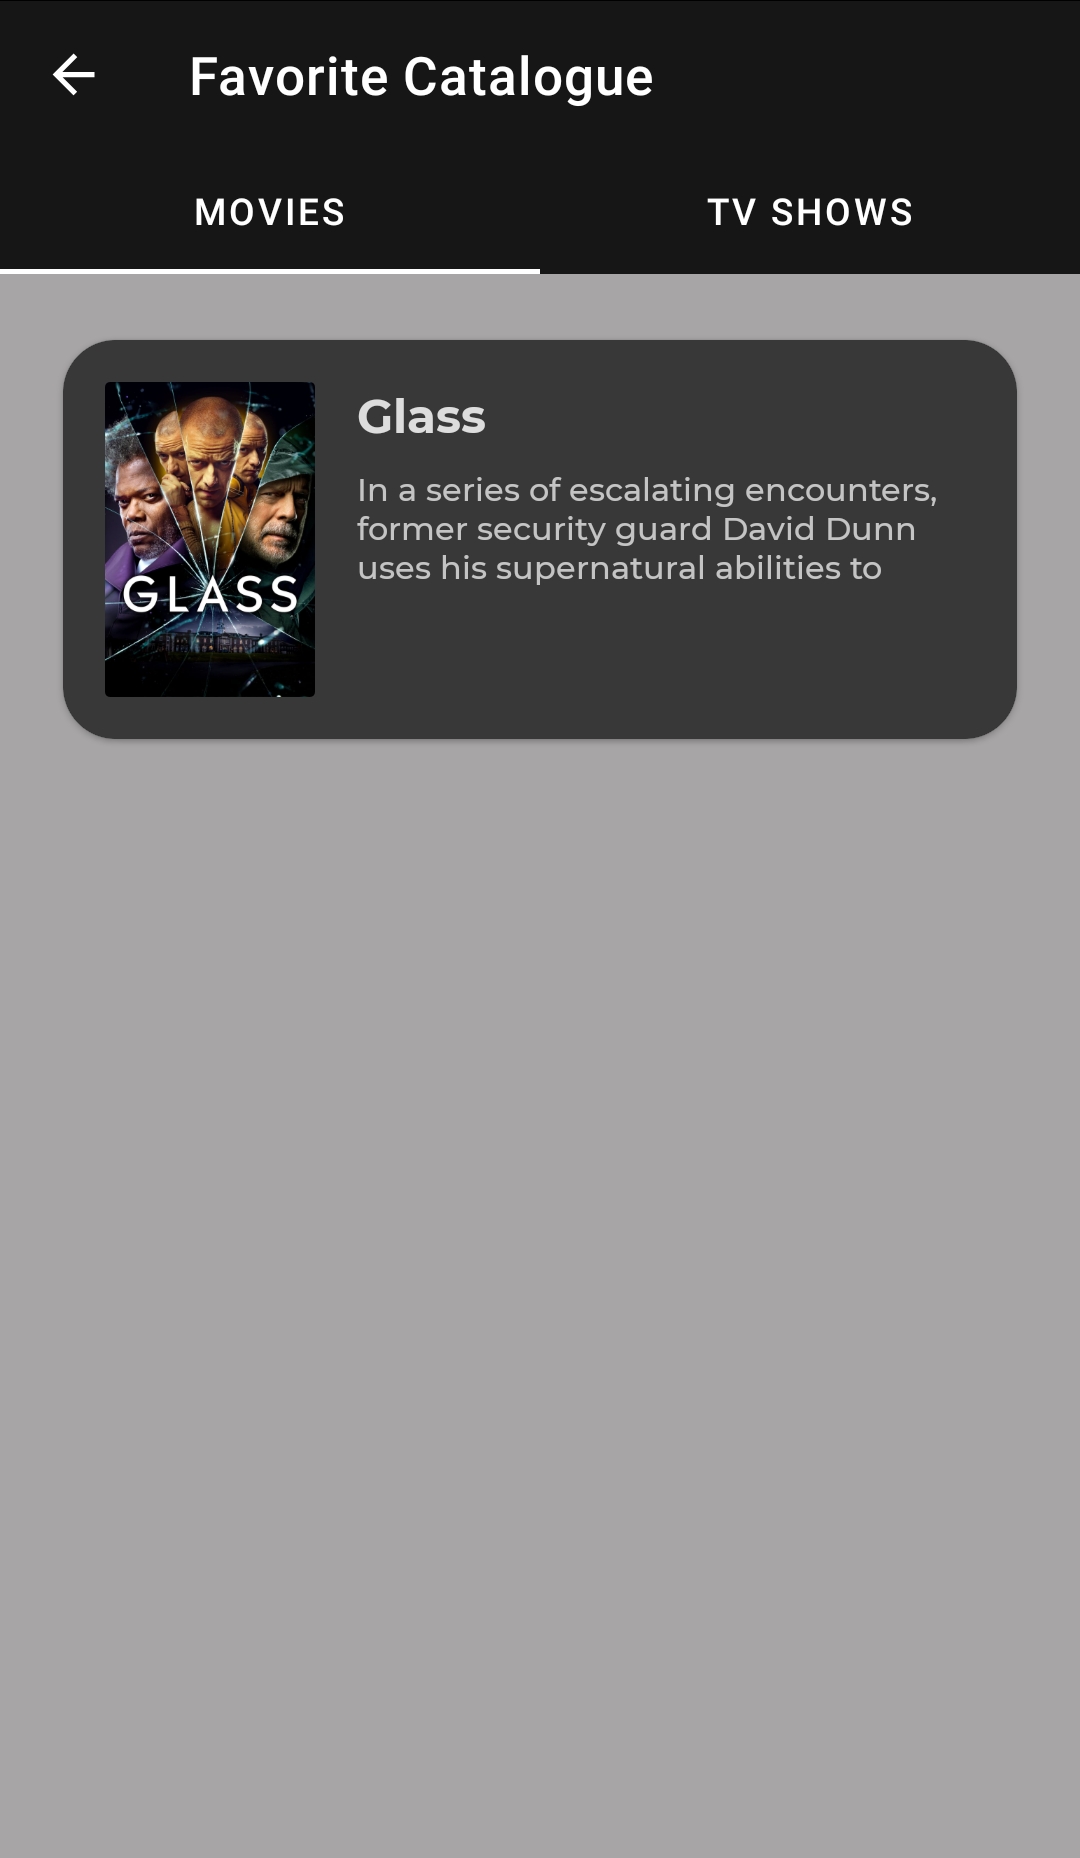 Favorite Catalogue
MOVIES
TV SHOWS
Glass
In a series of escalating encounters,
former security guard David Dunn
uses his supernatural abilities to
GLASS